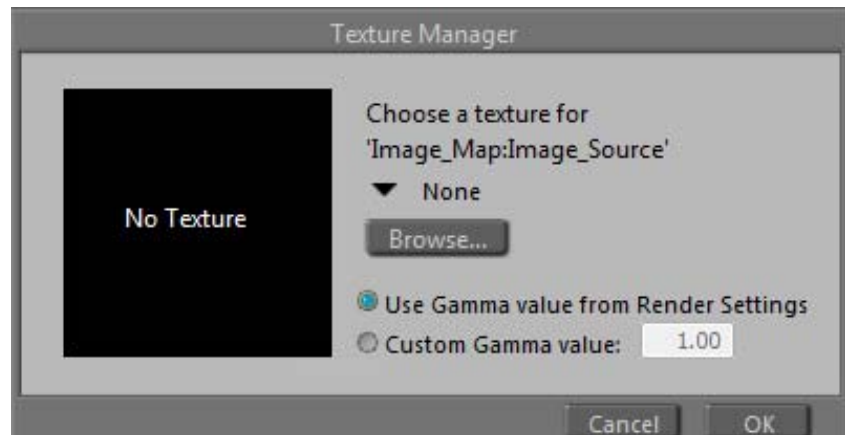 Texture Manager
No Texture
Choose a texture for
'Image_Map:Image_Source'
None
Browse...
Use Gamma value from Render Settings
Custom Gamma value: 1.00
Cancel OK